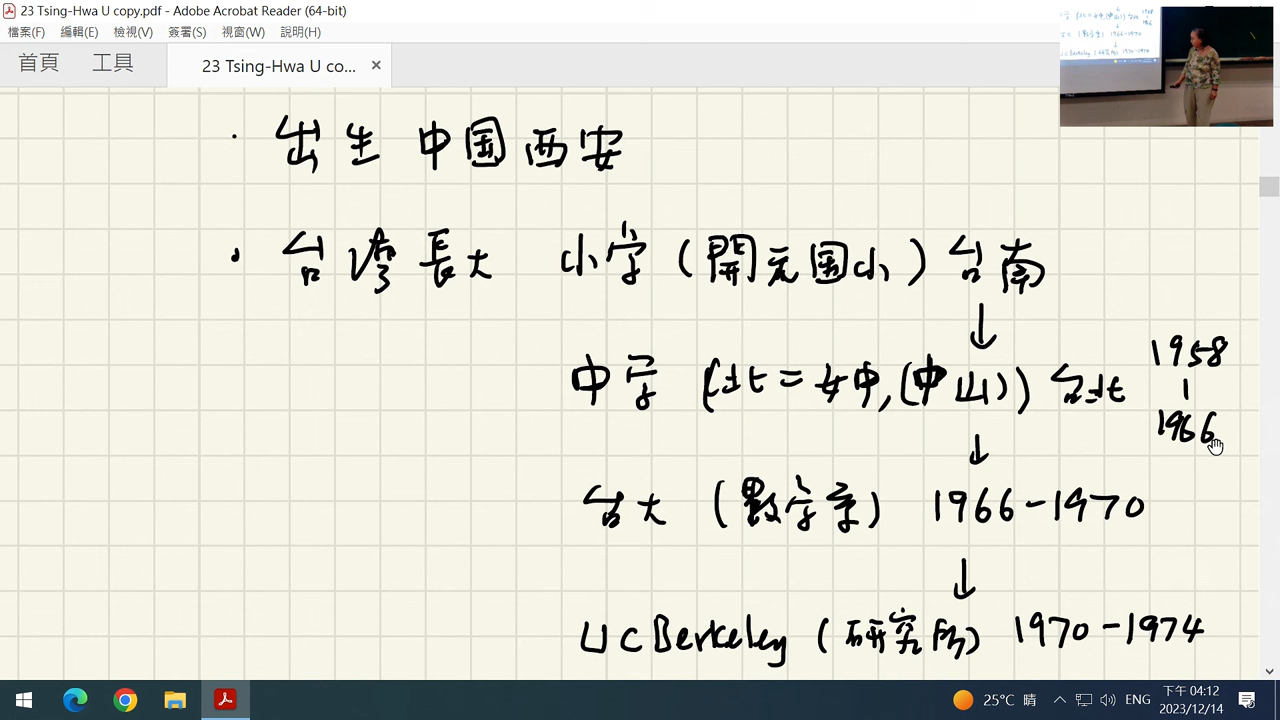 23 Tsing-Hwa U copy.pdf - Adobe Acrobat Reader (64-bit)
檔案(F) 編輯(E) 檢視(V) 簽署(S) 視窗(W) 說明(H)
首頁 工具 23 Tsing-Hwa U co... ×
· 出生 中国西安
· 台湾長大 小学 (開元国小) 台南
↓
中学 (北二女中,(中山)) 台北 1958 | 1966
↓
台大 (數学系) 1966-1970
↓
UC Berkeley (研究所) 1970-1974
25°C 晴 ENG 下午 04:12
2023/12/14